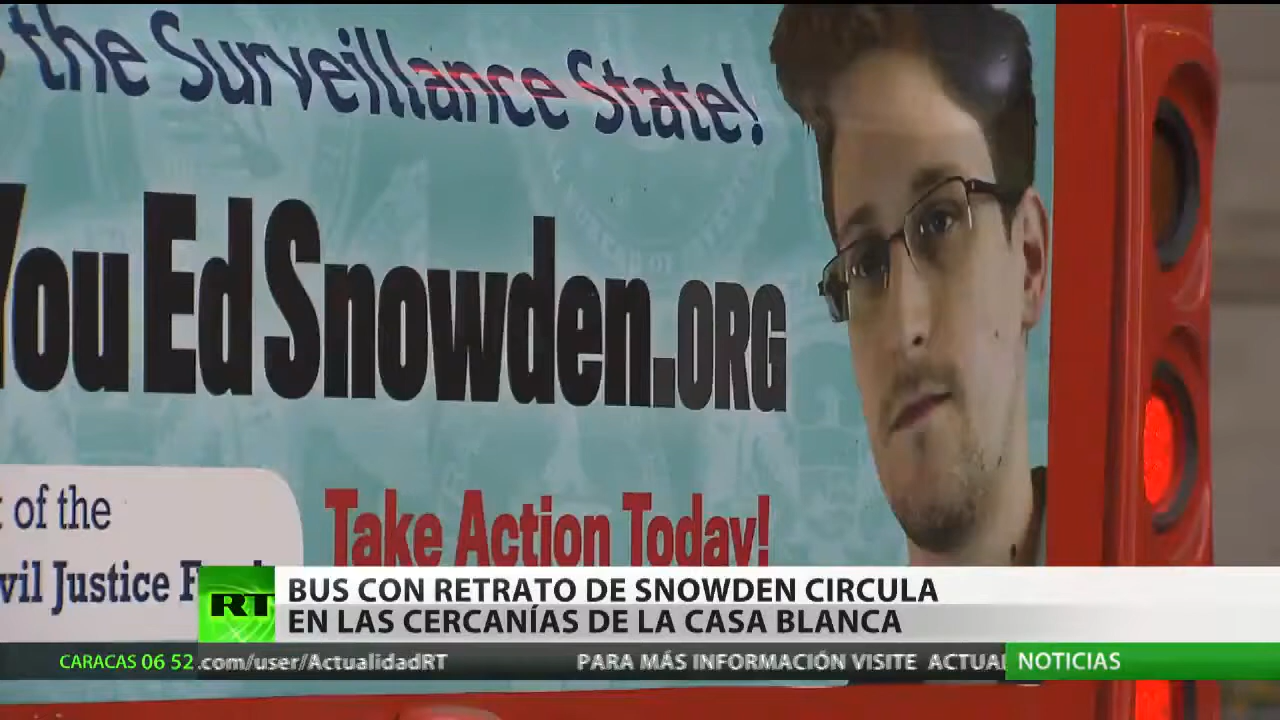 the Surveillance State!
You Ed Snowden.ORG
of the
vil Justice
Take Action Today!
RT
BUS CON RETRATO DE SNOWDEN CIRCULA
EN LAS CERCANÍAS DE LA CASA BLANCA
CARACAS 06 52 .com/user/ActualidadRT PARA MÁS INFORMACIÓN VISITE ACTUAL NOTICIAS